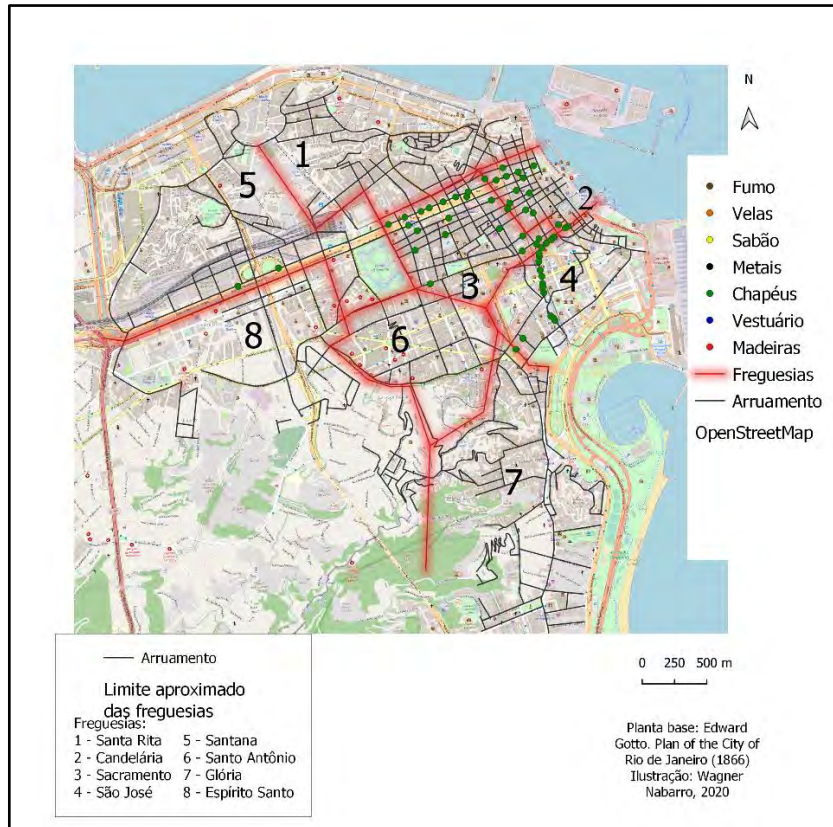 N
1
5
2
3
4
8
6
7
Fumo
Velas
Sabão
Metais
Chapéus
Vestuário
Madeiras
Freguesias
Arruamento
OpenStreetMap
Arruamento
Limite aproximado
das freguesias
Freguesias:
1 - Santa Rita 5 - Santana
2 - Candelária 6 - Santo Antônio
3 - Sacramento 7 - Glória
4 - São José 8 - Espírito Santo
0 250 500 m
Planta base: Edward
Gotto. Plan of the City of
Rio de Janeiro (1866)
Ilustração: Wagner
Nabarro, 2020